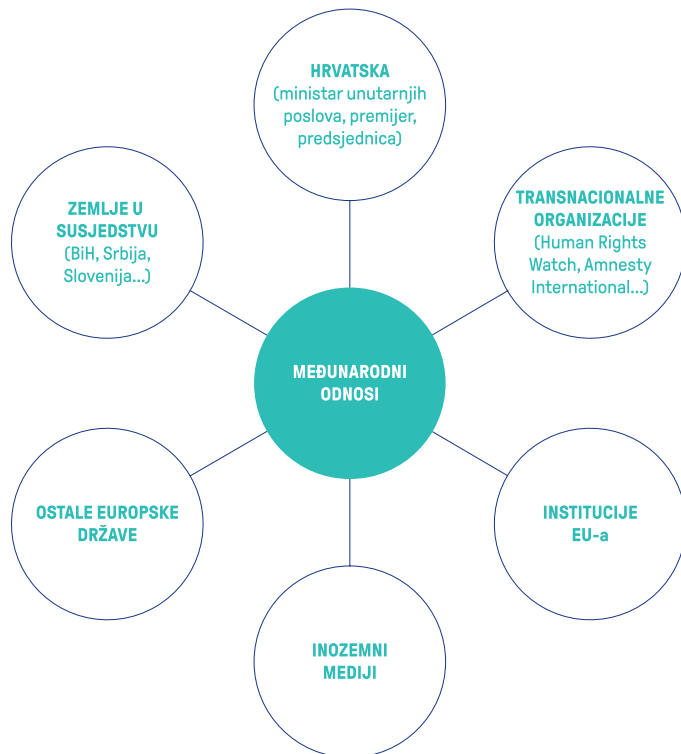 HRVATSKA
(ministar unutarnjih
poslova, premijer,
predsjednica)
ZEMLJE U
SUSJEDSTVU
(BiH, Srbija,
Slovenija...)
TRANSNACIONALNE
ORGANIZACIJE
(Human Rights
Watch, Amnesty
International...)
MEĐUNARODNI
ODNOSI
OSTALE EUROPSKE
DRŽAVE
INSTITUCIJE
EU-a
INOZEMNI
MEDIJI